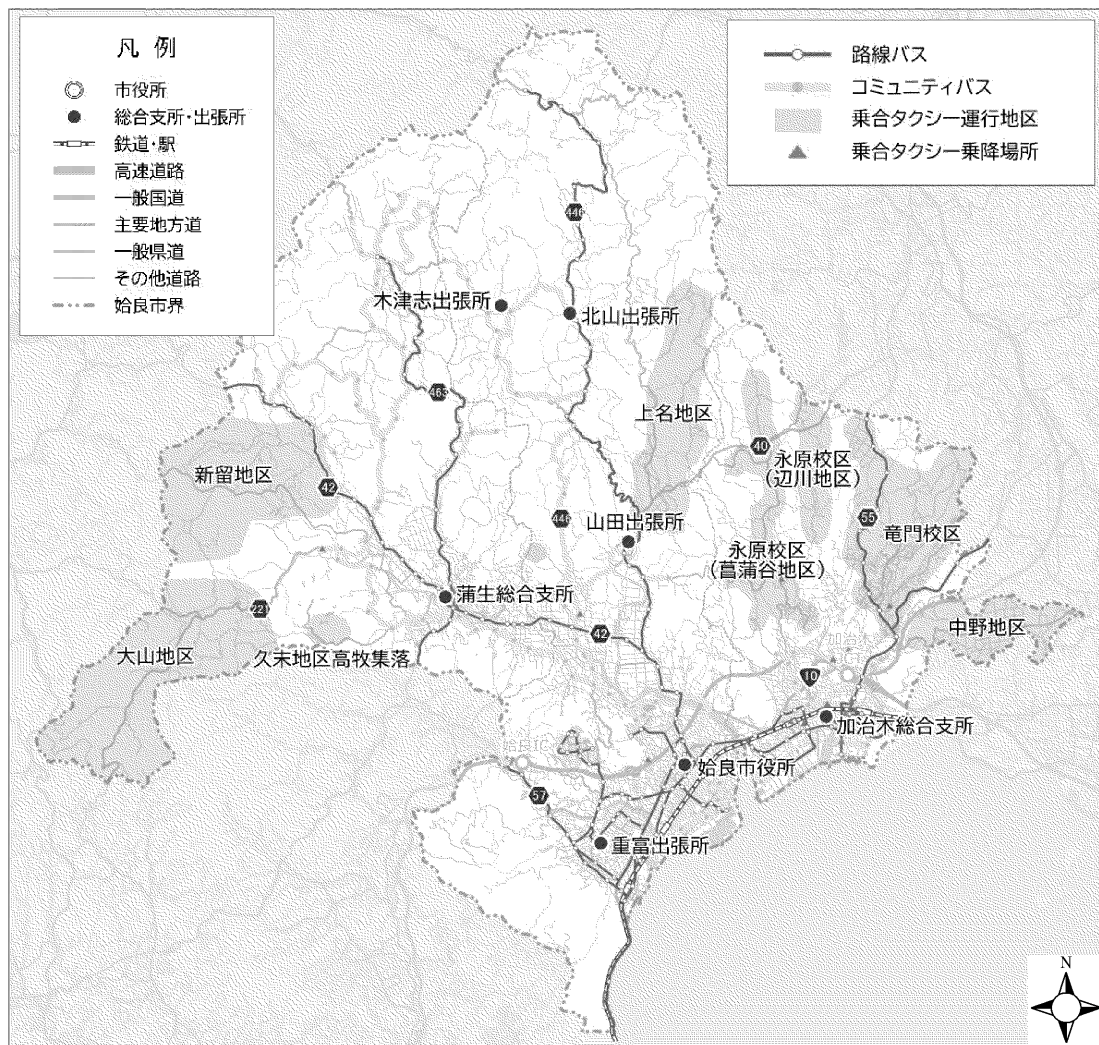 凡 例
市役所
総合支所・出張所
鉄道・駅
高速道路
一般国道
主要地方道
一般県道
その他道路
姶良市界
路線バス
コミュニティバス
乗合タクシー運行地区
乗合タクシー乗降場所
446
木津志出張所
北山出張所
463
上名地区
40
永原校区
(辺川地区)
新留地区
42
446
山田出張所
55
竜門校区
永原校区
(菖蒲谷地区)
蒲生総合支所
221
42
中野地区
大山地区
久末地区高牧集落
加治木
10
加治木総合支所
姶良IC
姶良市役所
57
重富出張所
N